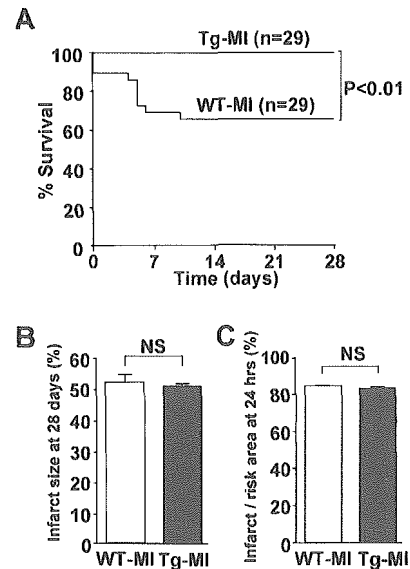 A
100
80
60
40
20
0
% Survival
Tg-MI (n=29)
WT-MI (n=29)
P<0.01
0 7 14 21 28
Time (days)
B
Infarct size at 28 days (%)
60
50
40
30
20
10
0
NS
WT-MI Tg-MI
C
Infarct / risk area at 24 hrs (%)
100
80
60
40
20
0
NS
WT-MI Tg-MI